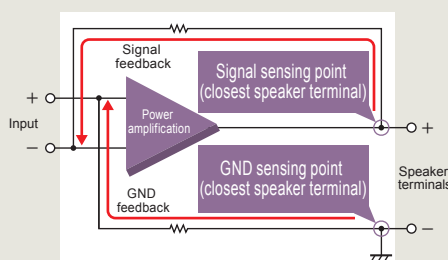 Signal
feedback
Signal sensing point
(closest speaker terminal)
+
Input
−
Power
amplification
+
GND sensing point
(closest speaker terminal)
Speaker
terminals
GND
feedback
−